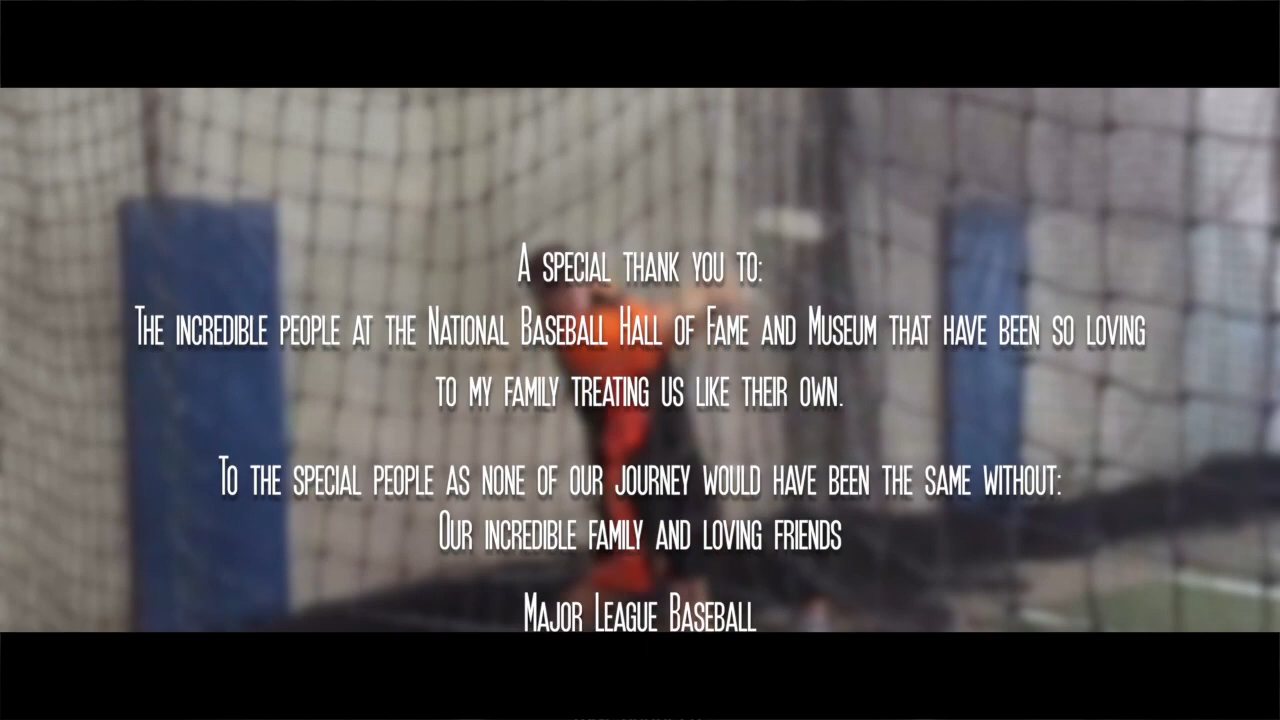 A special thank you to:
The incredible people at the National Baseball Hall of Fame and Museum that have been so loving
to my family treating us like their own.
To the special people as none of our journey would have been the same without:
Our incredible family and loving friends
Major League Baseball